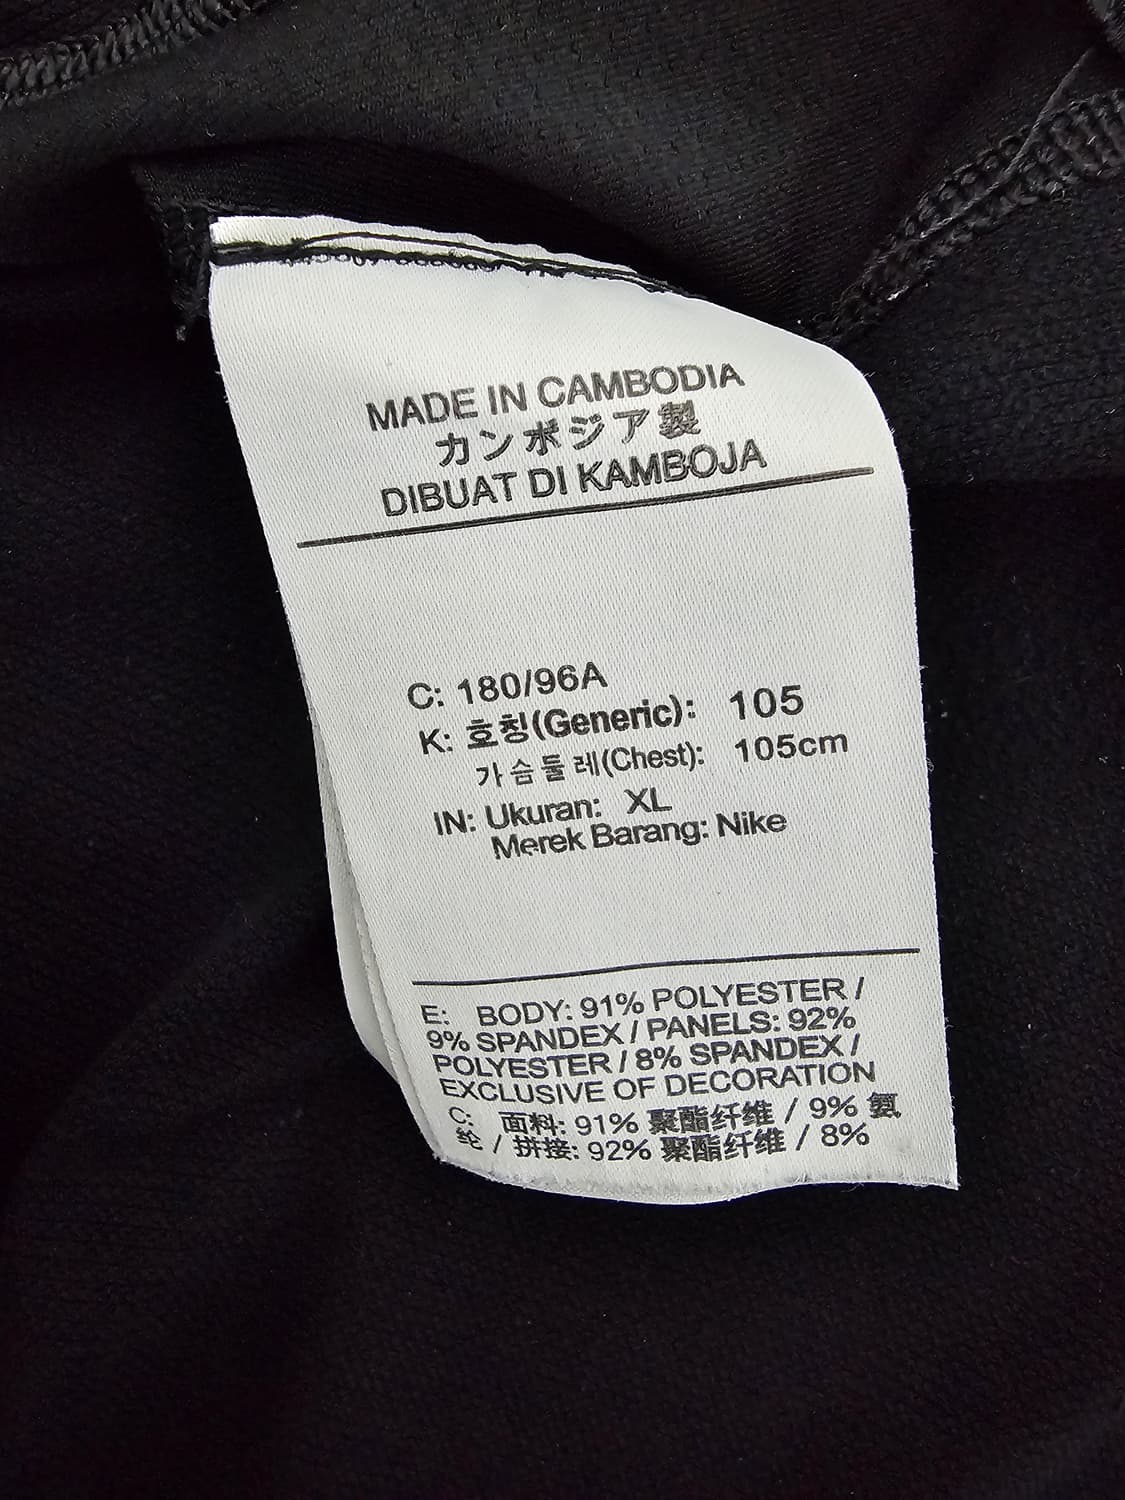 MADE IN CAMBODIA
カンボジア製
DIBUAT DI KAMBOJA
C: 180/96A
K: 호칭(Generic): 105
가슴둘레(Chest): 105cm
IN: Ukuran: XL
Merek Barang: Nike
E: BODY: 91% POLYESTER /
9% SPANDEX / PANELS: 92%
POLYESTER / 8% SPANDEX /
EXCLUSIVE OF DECORATION
C: 面料: 91% 聚酯纤维 / 9% 氨
纶 / 拼接: 92% 聚酯纤维 / 8%